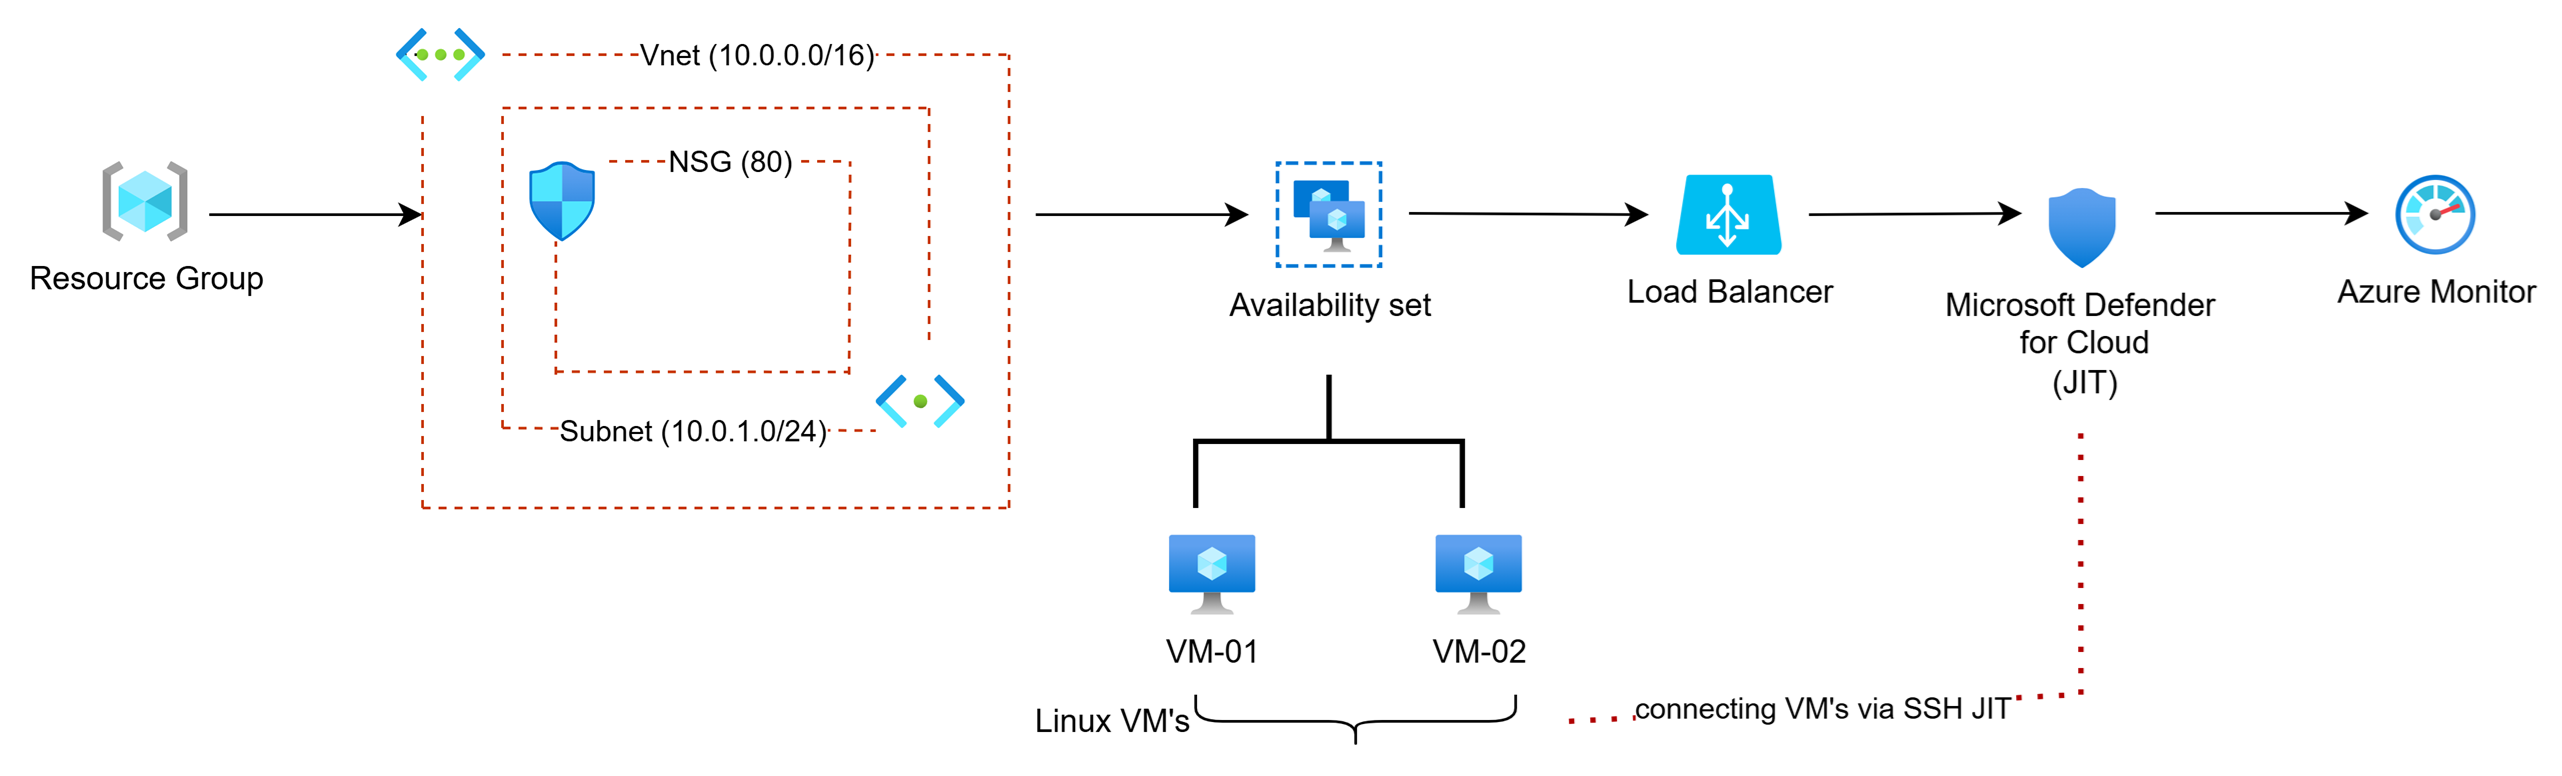 Vnet (10.0.0.0/16)
NSG (80)
Subnet (10.0.1.0/24)
Resource Group
Availability set
Load Balancer
Microsoft Defender
for Cloud
(JIT)
Azure Monitor
VM-01
VM-02
Linux VM's
connecting VM's via SSH JIT